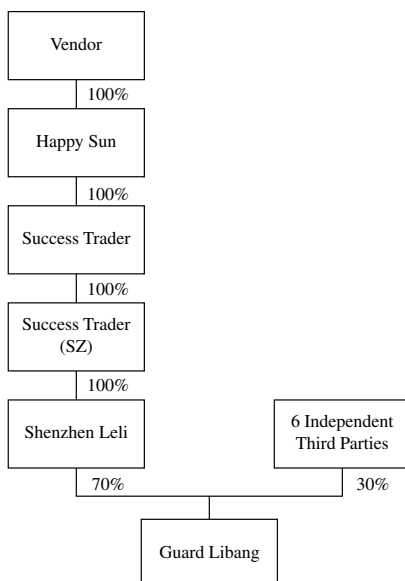 Vendor
100%
Happy Sun
100%
Success Trader
100%
Success Trader
(SZ)
100%
Shenzhen Leli
6 Independent
Third Parties
70%
30%
Guard Libang